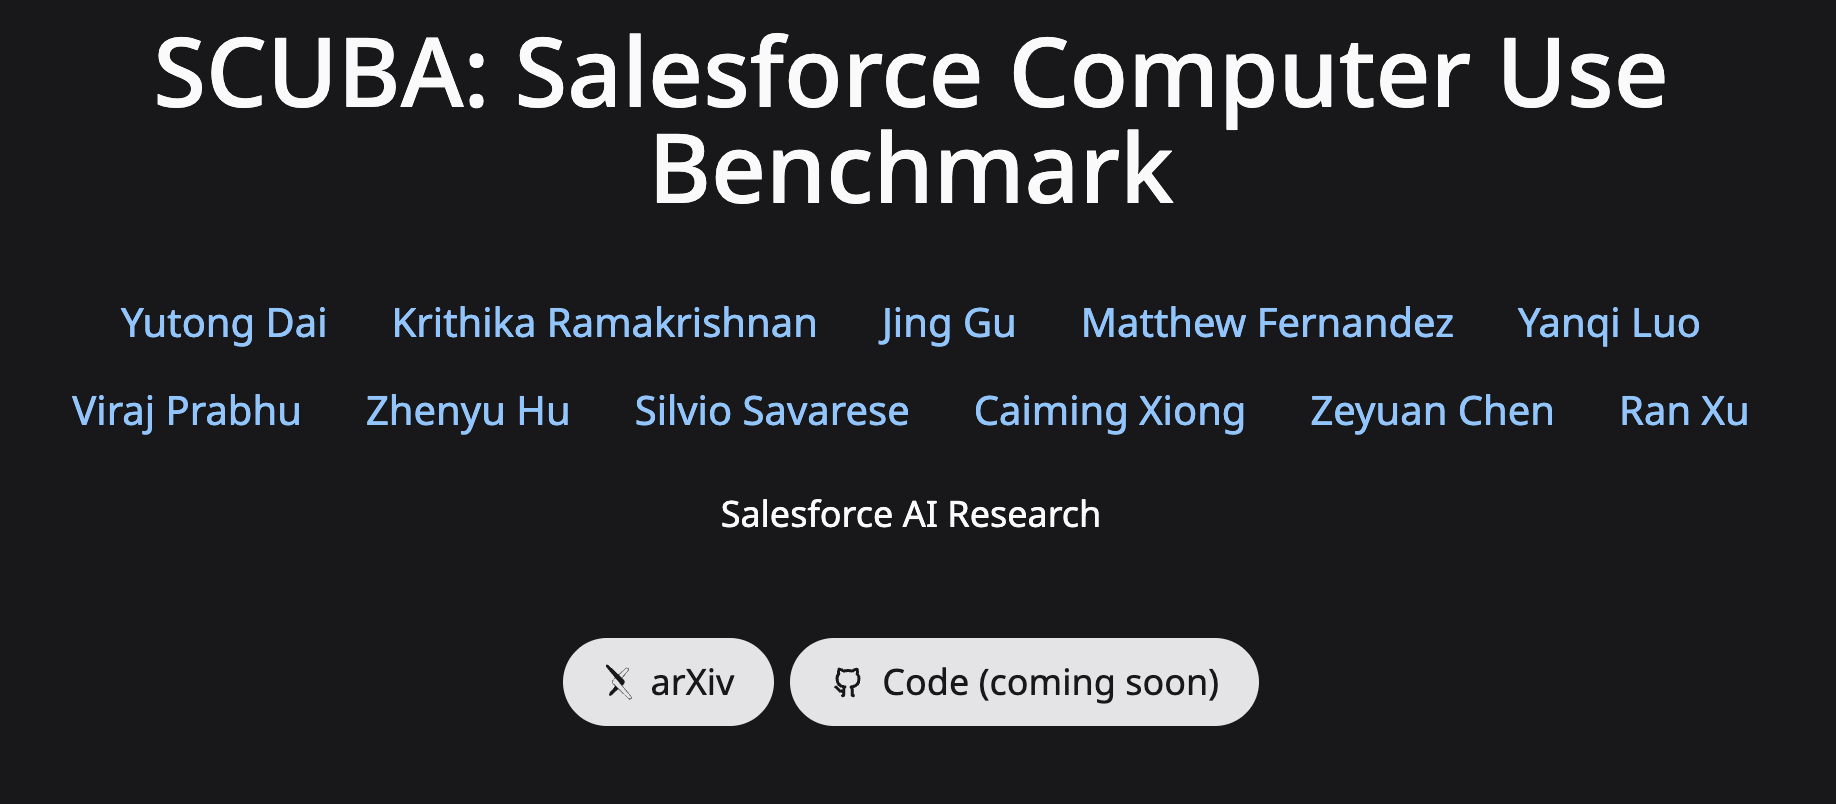 SCUBA: Salesforce Computer Use
Benchmark
Yutong Dai Krithika Ramakrishnan Jing Gu Matthew Fernandez Yanqi Luo
Viraj Prabhu Zhenyu Hu Silvio Savarese Caiming Xiong Zeyuan Chen Ran Xu
Salesforce AI Research
arXiv Code (coming soon)